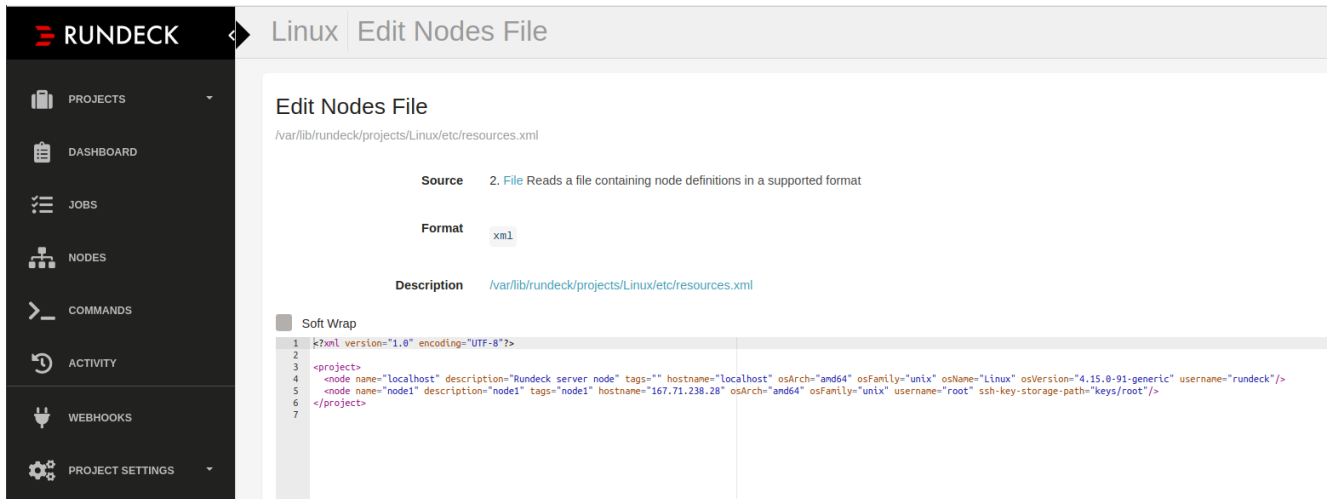 RUNDECK
Linux Edit Nodes File
PROJECTS
DASHBOARD
JOBS
NODES
COMMANDS
ACTIVITY
WEBHOOKS
PROJECT SETTINGS
Edit Nodes File
/var/lib/rundeck/projects/Linux/etc/resources.xml
Source 2. File Reads a file containing node definitions in a supported format
Format xml
Description /var/lib/rundeck/projects/Linux/etc/resources.xml
Soft Wrap
1 <?xml version="1.0" encoding="UTF-8"?>
2
3 <project>
4 <node name="localhost" description="Rundeck server node" tags="" hostname="localhost" osArch="amd64" osFamily="unix" osName="Linux" osVersion="4.15.0-91-generic" username="rundeck"/>
5 <node name="node1" description="node1" tags="node1" hostname="167.71.238.28" osArch="amd64" osFamily="unix" username="root" ssh-key-storage-path="keys/root"/>
6 </project>
7